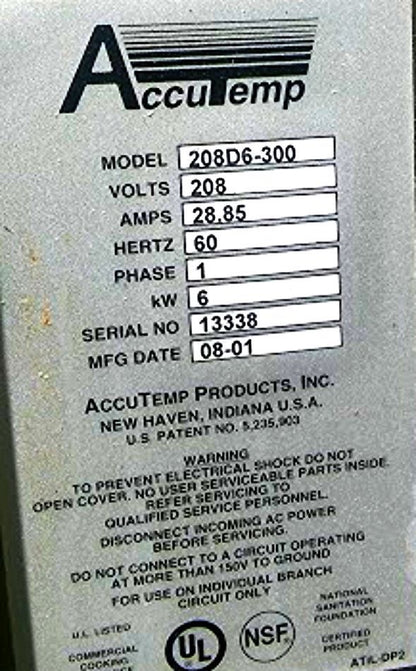 AccuTemp
MODEL 208D6-300
VOLTS 208
AMPS 28.85
HERTZ 60
PHASE 1
kW 6
SERIAL NO 13338
MFG DATE 08-01
ACCUTEMP PRODUCTS, INC.
NEW HAVEN, INDIANA U.S.A.
U.S. PATENT NO. 5,235,903
WARNING
TO PREVENT ELECTRICAL SHOCK DO NOT
OPEN COVER. NO USER SERVICEABLE PARTS INSIDE.
REFER SERVICING TO
QUALIFIED SERVICE PERSONNEL.
DISCONNECT INCOMING AC POWER
BEFORE SERVICING.
DO NOT CONNECT TO A CIRCUIT OPERATING
AT MORE THAN 150V TO GROUND
FOR USE ON INDIVIDUAL BRANCH
CIRCUIT ONLY
U.L. LISTED
COMMERCIAL
COOKING,
UL
NSF
NATIONAL
SANITATION
FOUNDATION
CERTIFIED
PRODUCT
ATIL-DP2